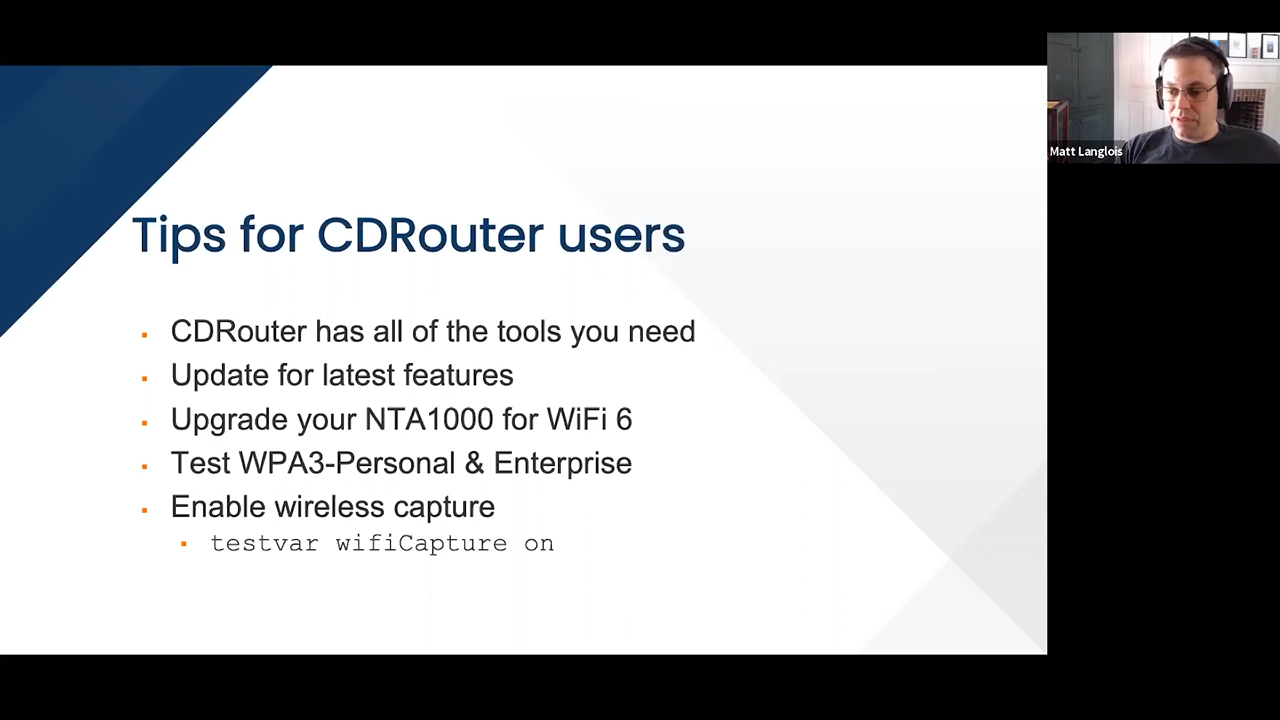 Tips for CDRouter users
▪ CDRouter has all of the tools you need
▪ Update for latest features
▪ Upgrade your NTA1000 for WiFi 6
▪ Test WPA3-Personal & Enterprise
▪ Enable wireless capture
▪ testvar wifiCapture on
Matt Langlois